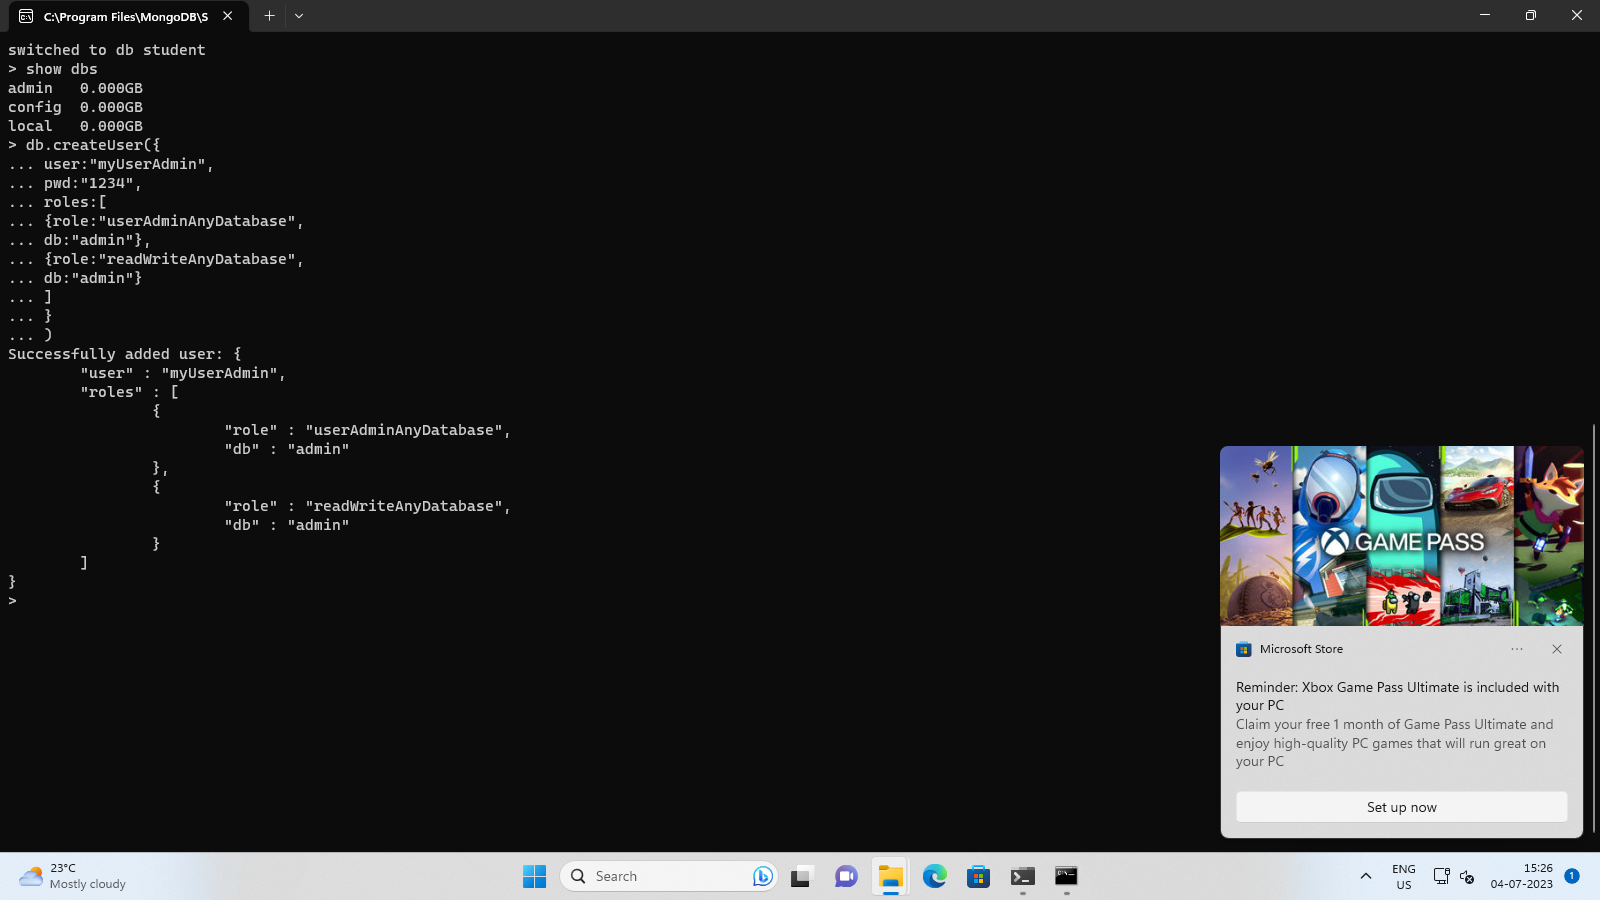 C:\Program Files\MongoDB\S
switched to db student
> show dbs
admin   0.000GB
config  0.000GB
local   0.000GB
> db.createUser({
... user:"myUserAdmin",
... pwd:"1234",
... roles:[
... {role:"userAdminAnyDatabase",
... db:"admin"},
... {role:"readWriteAnyDatabase",
... db:"admin"}
... ]
... }
... )
Successfully added user: {
        "user" : "myUserAdmin",
        "roles" : [
                {
                        "role" : "userAdminAnyDatabase",
                        "db" : "admin"
                },
                {
                        "role" : "readWriteAnyDatabase",
                        "db" : "admin"
                }
        ]
}
>
GAME PASS
Microsoft Store
Reminder: Xbox Game Pass Ultimate is included with
your PC
Claim your free 1 month of Game Pass Ultimate and
enjoy high-quality PC games that will run great on
your PC
Set up now
23°C
Mostly cloudy
Search
ENG
US
15:26
04-07-2023
1